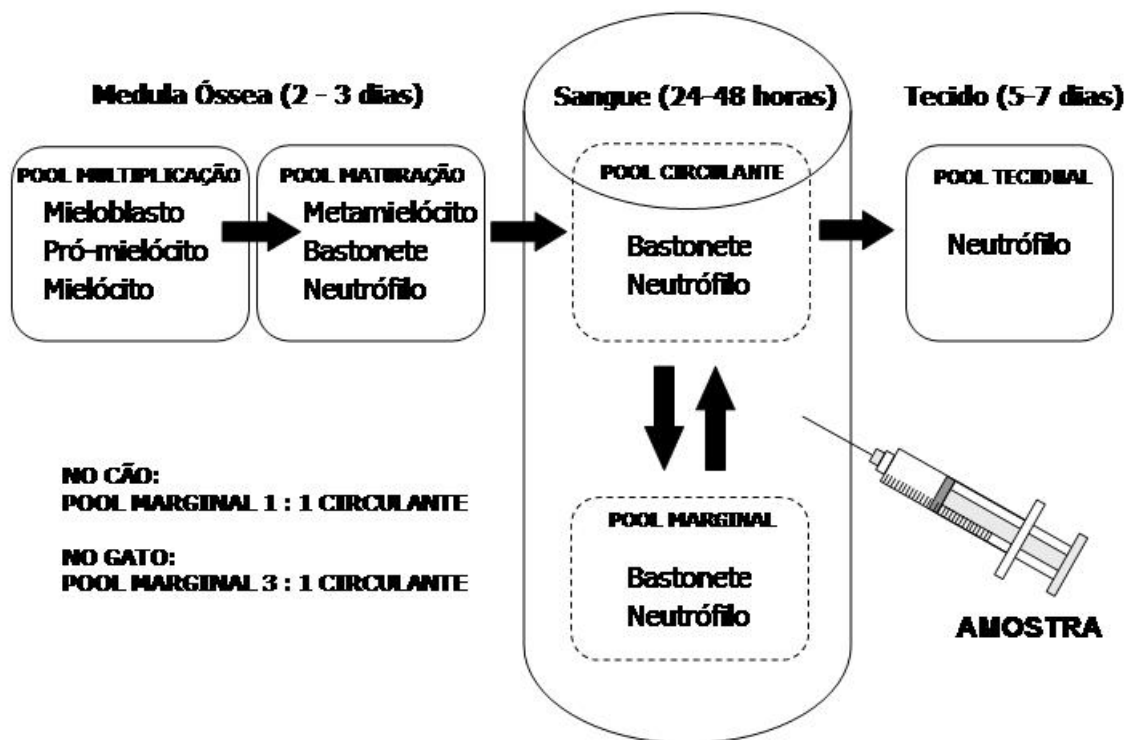 Medula Óssea (2 - 3 dias)
Sangue (24-48 horas)
Tecido (5-7 dias)
POOL MULTIPLICAÇÃO
Mieloblasto
Pró-mielócito
Mielócito
POOL MATURAÇÃO
Metamielócito
Bastonete
Neutrófilo
POOL CIRCULANTE
Bastonete
Neutrófilo
POOL TECIDUAL
Neutrófilo
NO CÃO:
POOL MARGINAL 1 : 1 CIRCULANTE
NO GATO:
POOL MARGINAL 3 : 1 CIRCULANTE
POOL MARGINAL
Bastonete
Neutrófilo
AMOSTRA